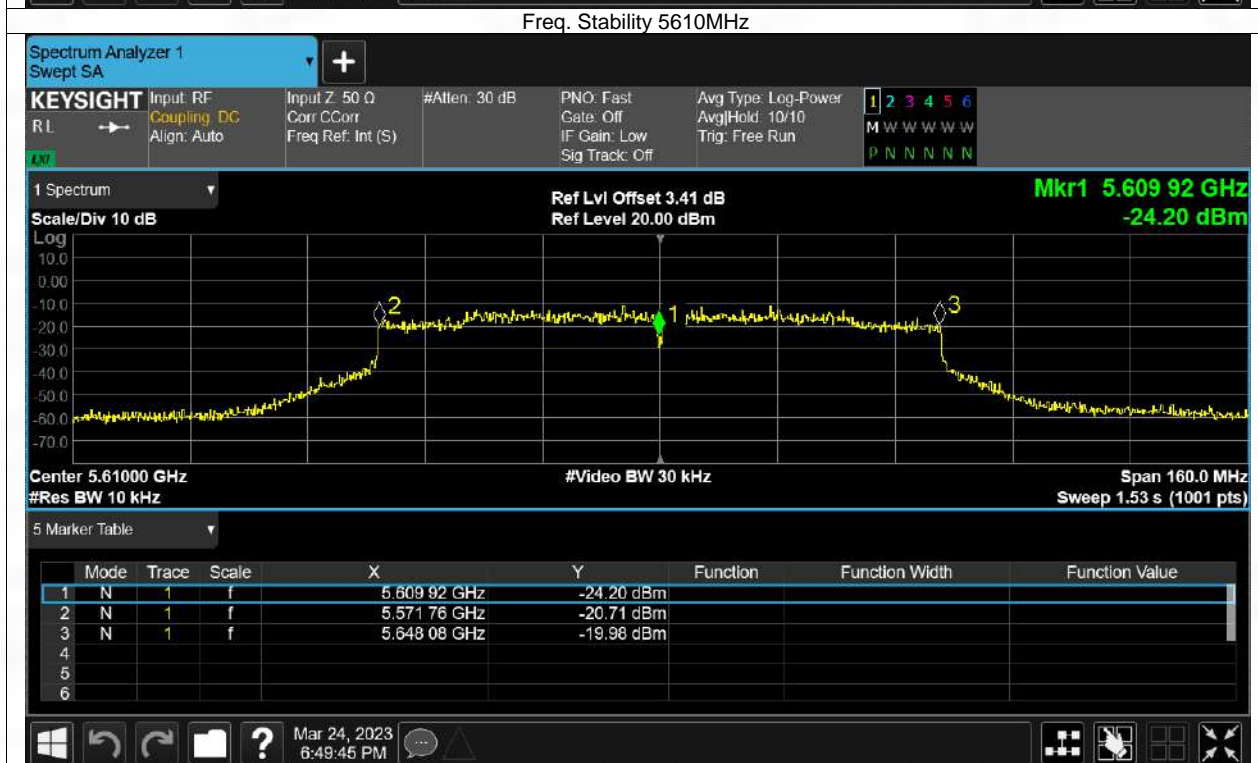 Freq. Stability 5610MHz
Spectrum Analyzer 1
Swept SA
+
KEYSIGHT Input: RF Input Z: 50 Ω #Atten: 30 dB PNO: Fast Avg Type: Log-Power 1 2 3 4 5 6
RL Coupling: DC Corr CCorr Gate: Off Avg|Hold: 10/10 M W W W W W
Align: Auto Freq Ref: Int (S) IF Gain: Low Trig: Free Run
LXI Sig Track: Off P N N N N N
1 Spectrum Ref Lvl Offset 3.41 dB Mkr1 5.609 92 GHz
Scale/Div 10 dB Ref Level 20.00 dBm -24.20 dBm
Log
10.0
0.00
-10.0
2 1 3
-20.0
-30.0
-40.0
-50.0
-60.0
-70.0
Center 5.61000 GHz #Video BW 30 kHz Span 160.0 MHz
#Res BW 10 kHz Sweep 1.53 s (1001 pts)
5 Marker Table
Mode Trace Scale X Y Function Function Width Function Value
1 N 1 f 5.609 92 GHz -24.20 dBm
2 N 1 f 5.571 76 GHz -20.71 dBm
3 N 1 f 5.648 08 GHz -19.98 dBm
4
5
6
? Mar 24, 2023
6:49:45 PM